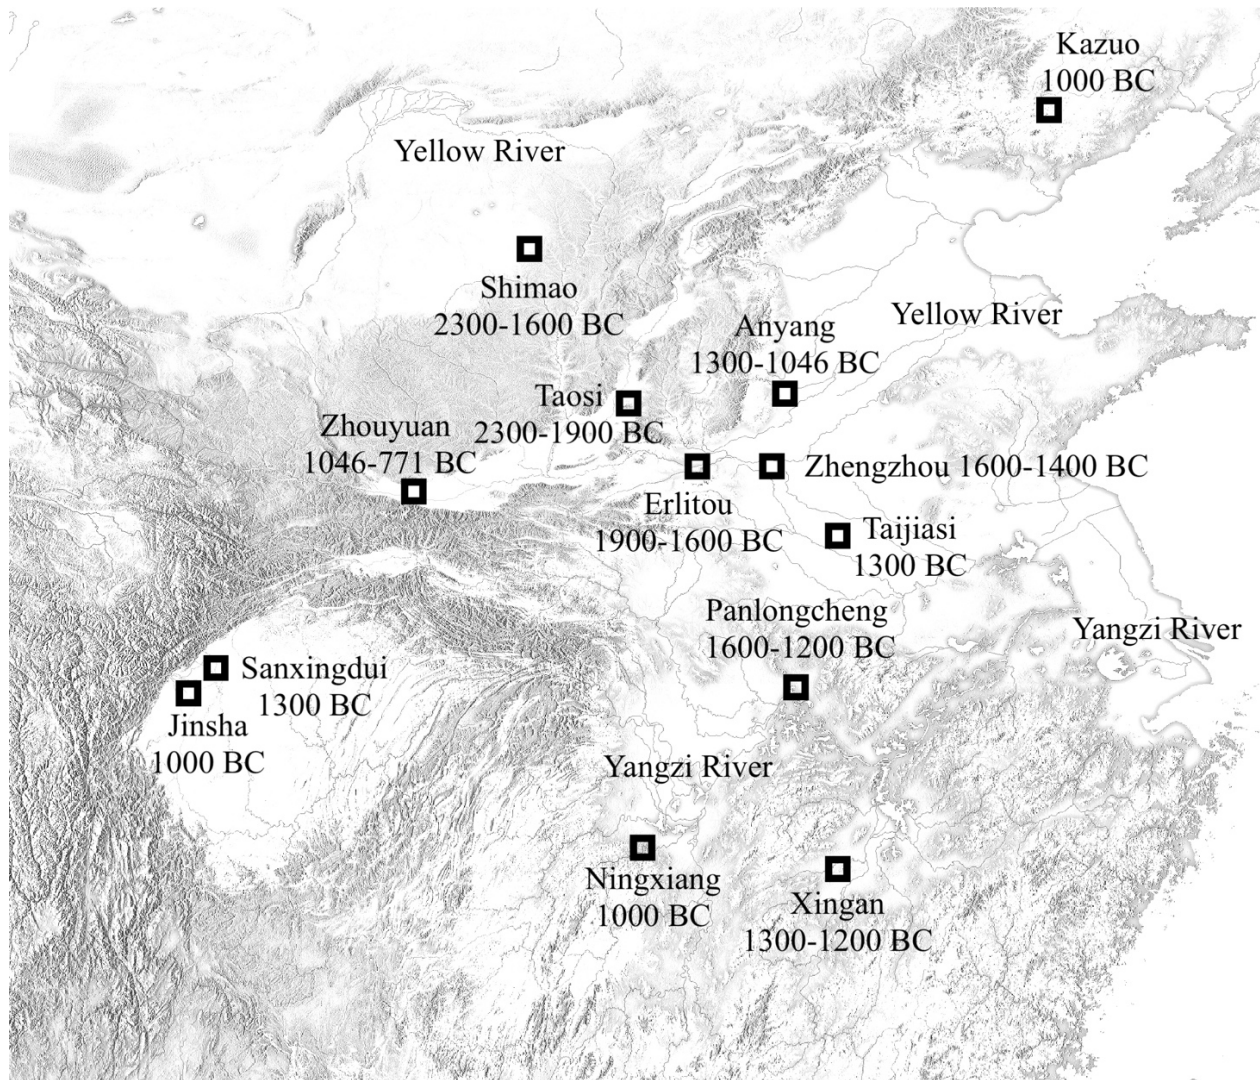 Kazuo
1000 BC
Yellow River
Shimao
2300-1600 BC
Yellow River
Anyang
1300-1046 BC
Taosi
2300-1900 BC
Zhouyuan
1046-771 BC
Zhengzhou 1600-1400 BC
Erlitou
1900-1600 BC
Taijiasi
1300 BC
Panlongcheng
1600-1200 BC
Yangzi River
Sanxingdui
1300 BC
Jinsha
1000 BC
Yangzi River
Ningxiang
1000 BC
Xingan
1300-1200 BC